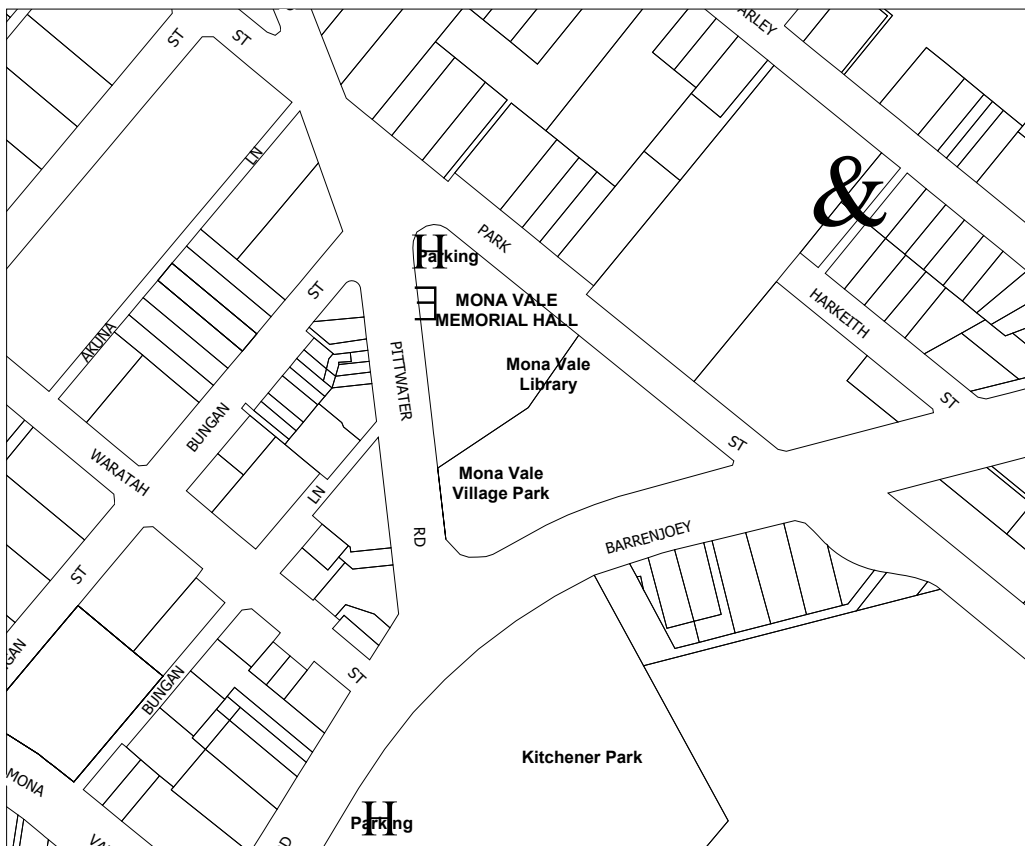 ST
ST
ARLEY
LN
&
PARK
H
Parking
ST
HARKEITH
MONA VALE
MEMORIAL HALL
AKUNA
PITTWATER
Mona Vale
Library
ST
BUNGAN
ST
WARATAH
Mona Vale
Village Park
LN
RD
BARRENJOEY
ST
GAN
BUNGAN
ST
Kitchener Park
MONA
H
Parking
VAL
D